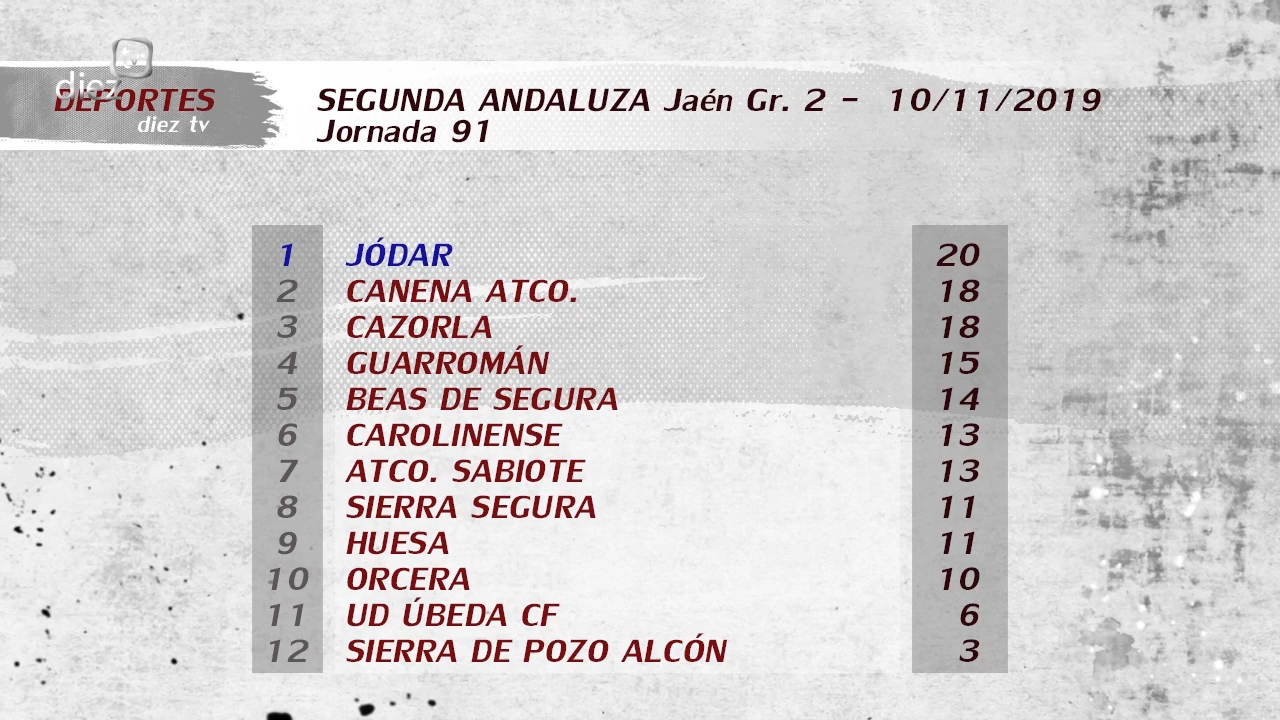 diez tv
DEPORTES
diez tv
SEGUNDA ANDALUZA Jaén Gr. 2 - 10/11/2019
Jornada 91
1 JÓDAR 20
2 CANENA ATCO. 18
3 CAZORLA 18
4 GUARROMÁN 15
5 BEAS DE SEGURA 14
6 CAROLINENSE 13
7 ATCO. SABIOTE 13
8 SIERRA SEGURA 11
9 HUESA 11
10 ORCERA 10
11 UD ÚBEDA CF 6
12 SIERRA DE POZO ALCÓN 3